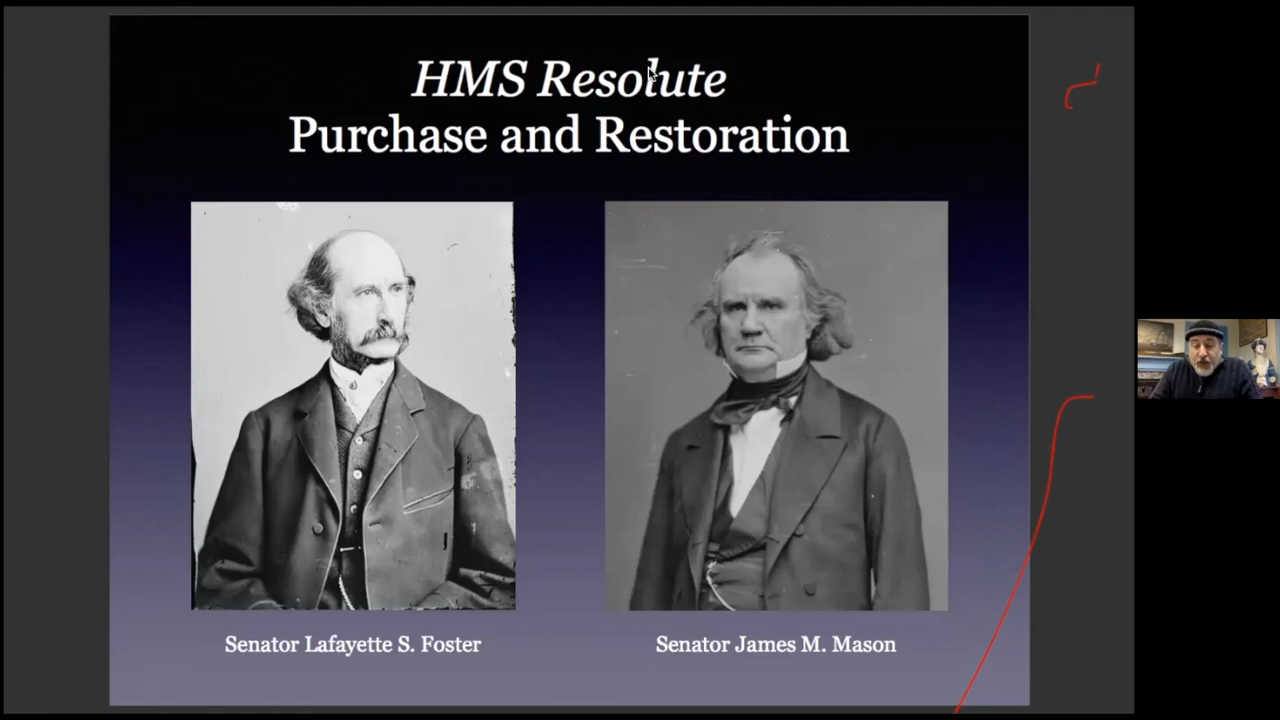 HMS Resolute
Purchase and Restoration
Senator Lafayette S. Foster
Senator James M. Mason